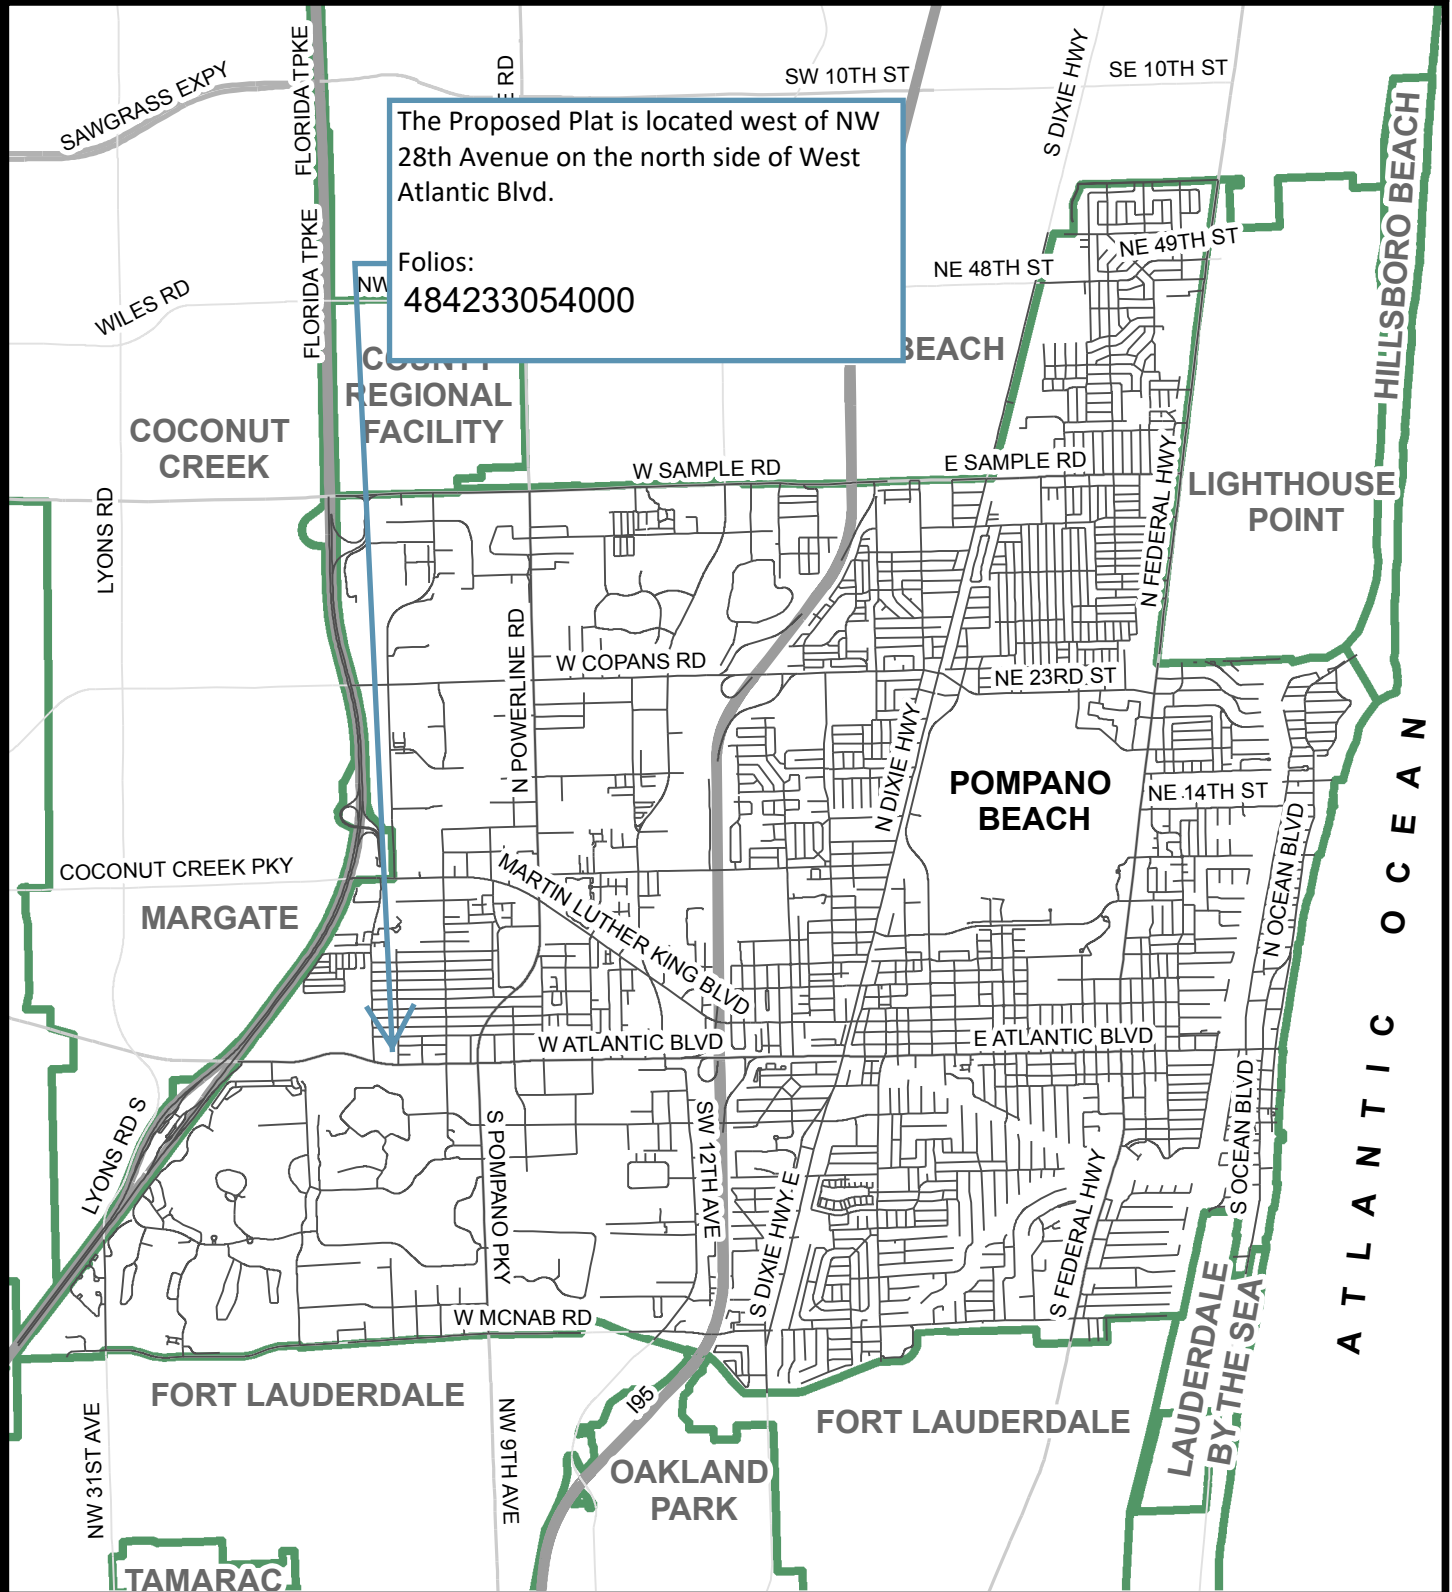 SAWGRASS EXPY
FLORIDA TPKE
RD
SW 10TH ST
S DIXIE HWY
SE 10TH ST
HILLSBORO BEACH
The Proposed Plat is located west of NW
28th Avenue on the north side of West
Atlantic Blvd.
Folios:
484233054000
FLORIDA TPKE
NW
NE 49TH ST
NE 48TH ST
WILES RD
COUNTY
REGIONAL
FACILITY
BEACH
COCONUT
CREEK
W SAMPLE RD
E SAMPLE RD
LIGHTHOUSE
POINT
LYONS RD
N FEDERAL HWY
N POWERLINE RD
W COPANS RD
NE 23RD ST
N DIXIE HWY
POMPANO
BEACH
NE 14TH ST
N OCEAN BLVD
ATLANTIC OCEAN
COCONUT CREEK PKY
MARGATE
MARTIN LUTHER KING BLVD
W ATLANTIC BLVD
E ATLANTIC BLVD
LYONS RD S
S POMPANO PKY
SW 12TH AVE
S DIXIE HWY E
S FEDERAL HWY
S OCEAN BLVD
W MCNAB RD
LAUDERDALE
BY THE SEA
FORT LAUDERDALE
I95
FORT LAUDERDALE
NW 31ST AVE
NW 9TH AVE
OAKLAND
PARK
TAMARAC